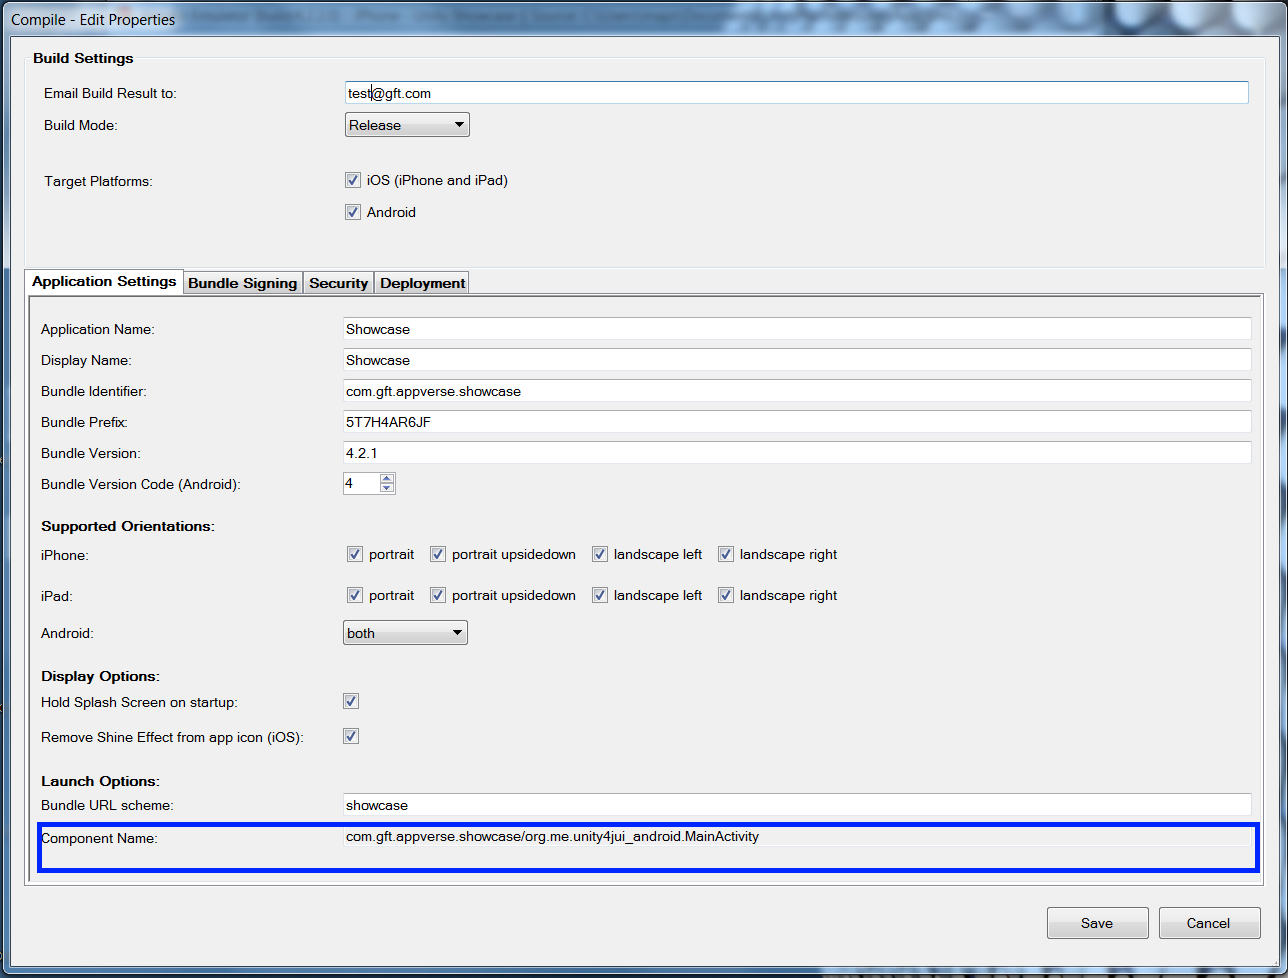 Compile - Edit Properties
Build Settings
Email Build Result to: test@gft.com
Build Mode: Release
Target Platforms: iOS (iPhone and iPad)
Android
Application Settings Bundle Signing Security Deployment
Application Name: Showcase
Display Name: Showcase
Bundle Identifier: com.gft.appverse.showcase
Bundle Prefix: 5T7H4AR6JF
Bundle Version: 4.2.1
Bundle Version Code (Android): 4
Supported Orientations:
iPhone: portrait portrait upsidedown landscape left landscape right
iPad: portrait portrait upsidedown landscape left landscape right
Android: both
Display Options:
Hold Splash Screen on startup:
Remove Shine Effect from app icon (iOS):
Launch Options:
Bundle URL scheme: showcase
Component Name: com.gft.appverse.showcase/org.me.unity4jui_android.MainActivity
Save Cancel